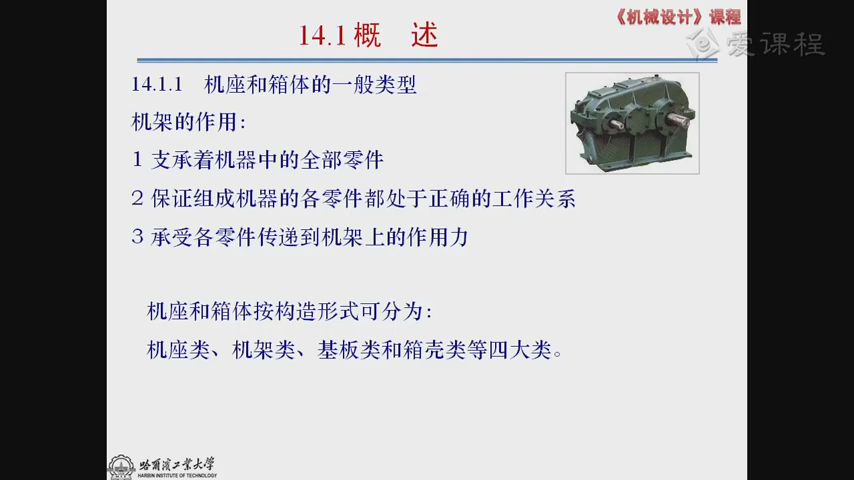 《机械设计》课程
爱课程
14.1概 述
14.1.1 机座和箱体的一般类型
机架的作用:
1 支承着机器中的全部零件
2 保证组成机器的各零件都处于正确的工作关系
3 承受各零件传递到机架上的作用力
机座和箱体按构造形式可分为:
机座类、机架类、基板类和箱壳类等四大类。
哈尔滨工业大学
HARBIN INSTITUTE OF TECHNOLOGY